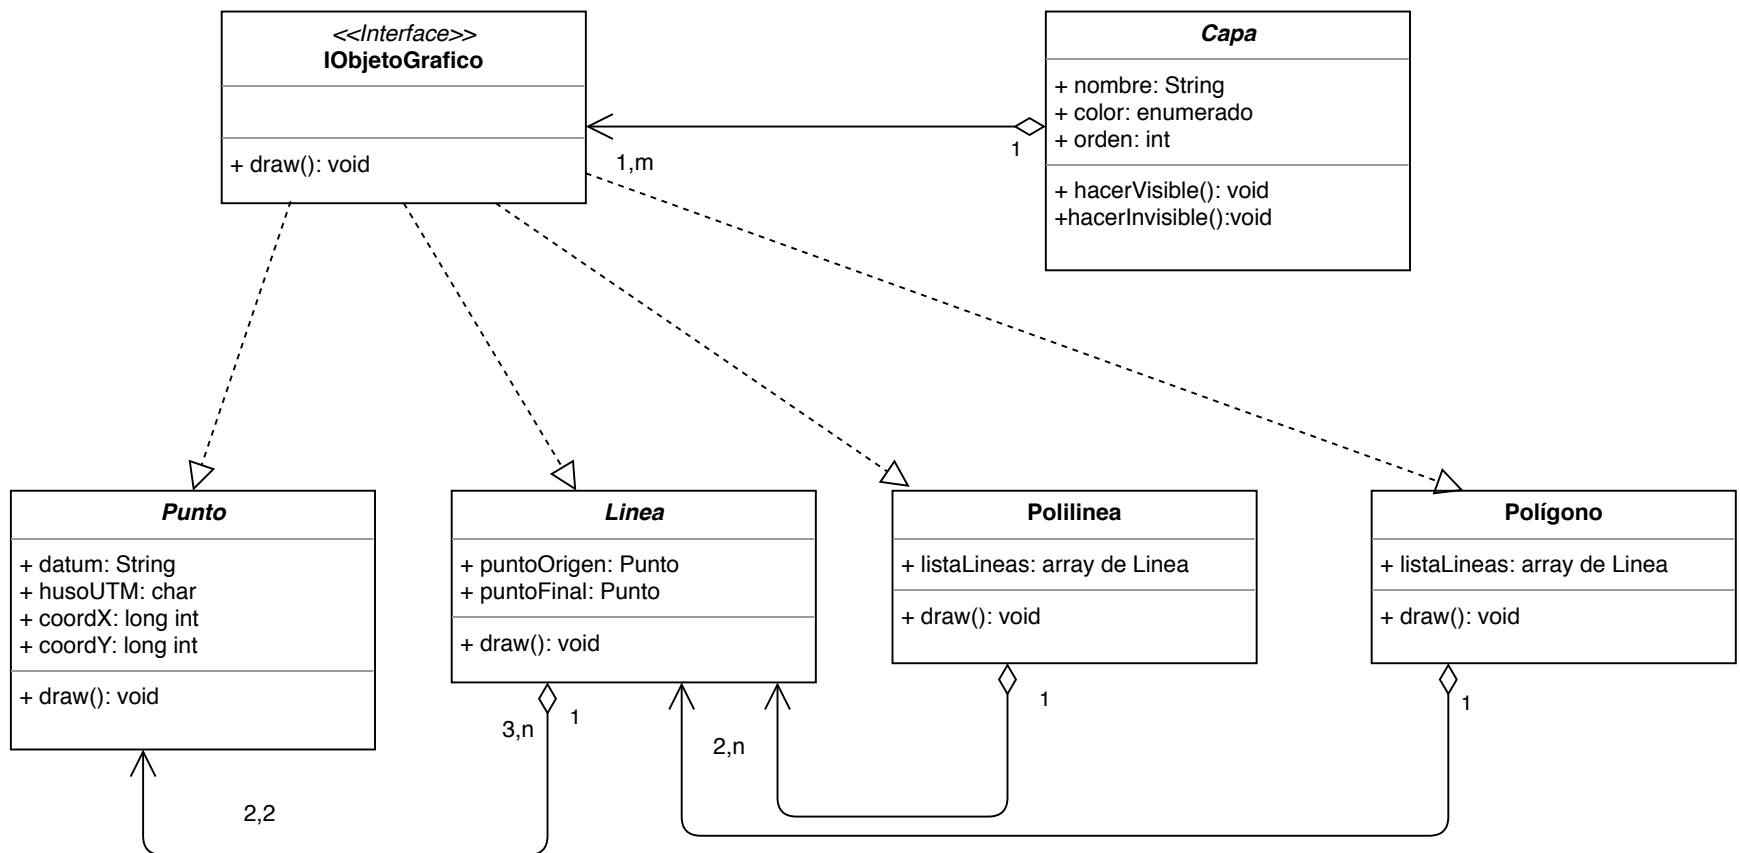 <<Interface>>
IObjetoGrafico
+ draw(): void
Capa
+ nombre: String
+ color: enumerado
+ orden: int
+ hacerVisible(): void
+hacerInvisible():void
1
1,m
Punto
+ datum: String
+ husoUTM: char
+ coordX: long int
+ coordY: long int
+ draw(): void
Linea
+ puntoOrigen: Punto
+ puntoFinal: Punto
+ draw(): void
Polilinea
+ listaLineas: array de Linea
+ draw(): void
Polígono
+ listaLineas: array de Linea
+ draw(): void
3,n
1
2,n
1
1
2,2